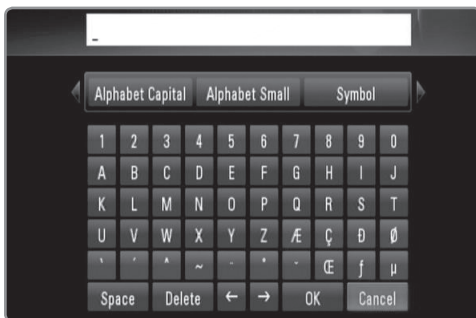 _
Alphabet Capital Alphabet Small Symbol
1 2 3 4 5 6 7 8 9 0
A B C D E F G H I J
K L M N O P Q R S T
U V W X Y Z Æ Ç Ð Ø
` ´ ^ ~ ¨ ° ˘ Œ ƒ µ
Space Delete ← → OK Cancel